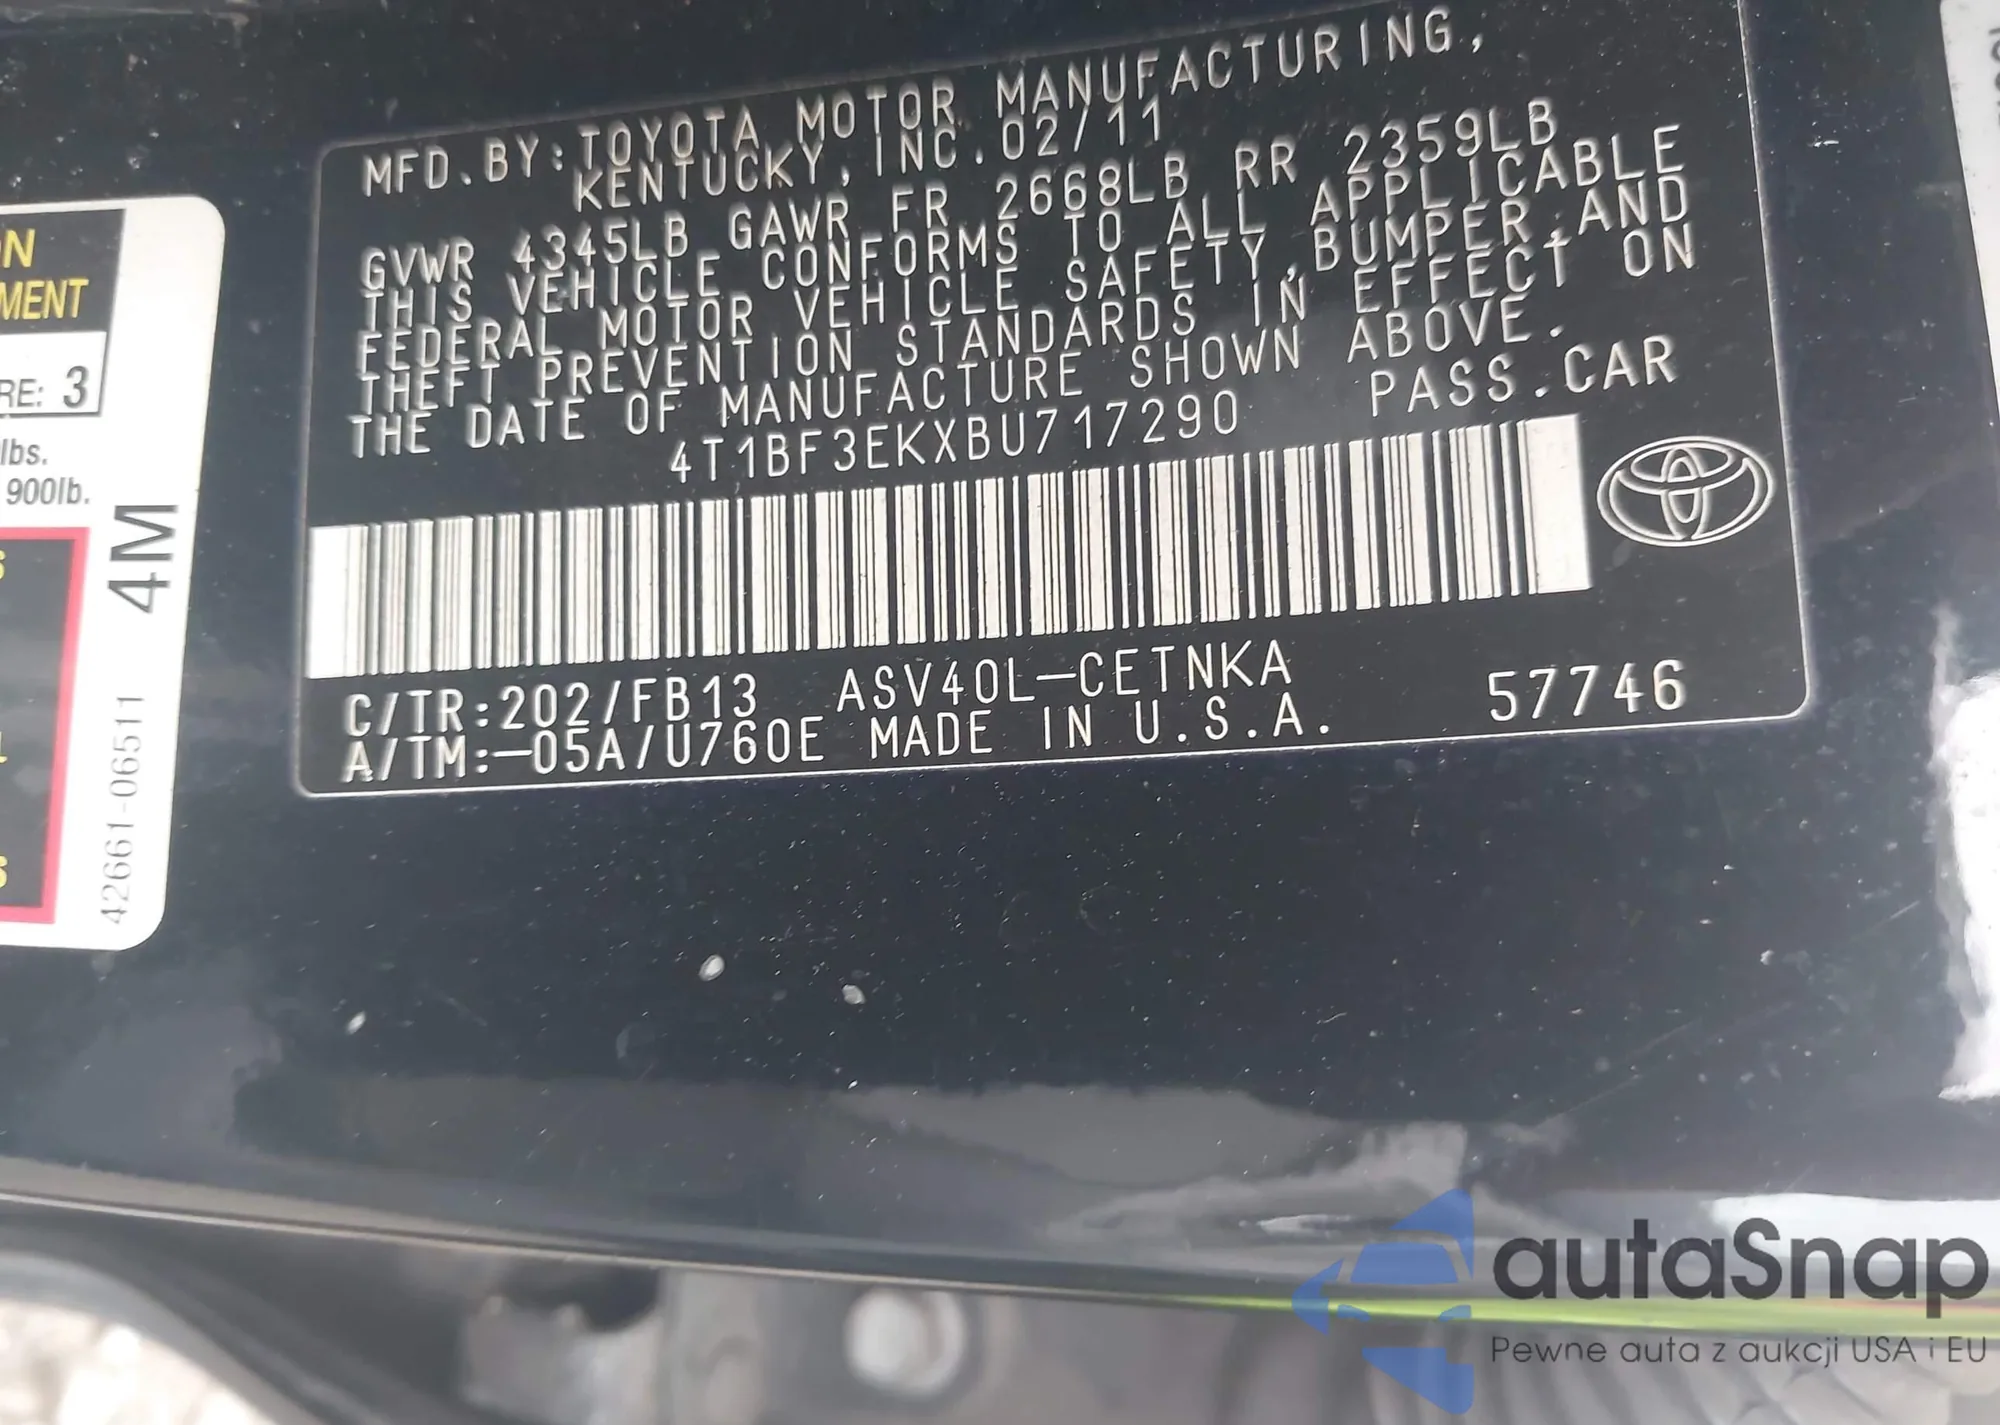 MFD.BY:TOYOTA MOTOR MANUFACTURING,
KENTUCKY, INC. 02/11
GVWR 4345LB GAWR FR 2668LB RR 2359LB
THIS VEHICLE CONFORMS TO ALL APPLICABLE
FEDERAL MOTOR VEHICLE SAFETY, BUMPER,AND
THEFT PREVENTION STANDARDS IN EFFECT ON
THE DATE OF MANUFACTURE SHOWN ABOVE.
4T1BF3EKXBU717290 PASS.CAR
C/TR:202/FB13 ASV40L-CETNKA
A/TM:-05A/U760E MADE IN U.S.A. 57746
RE: 3
lbs.
900lb.
4M
42661-06511
autaSnap
Pewne auta z aukcji USA i EU